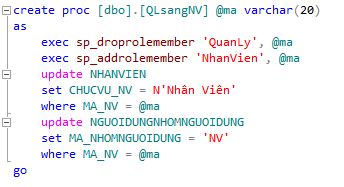 create proc [dbo].[QLsangNV] @ma varchar(20)
as
exec sp_droprolemember 'QuanLy', @ma
exec sp_addrolemember 'NhanVien', @ma
update NHANVIEN
set CHUCVU_NV = N'Nhân Viên'
where MA_NV = @ma
update NGUOIDUNGNHOMNGUOIDUNG
set MA_NHOMNGUOIDUNG = 'NV'
where MA_NV = @ma
go